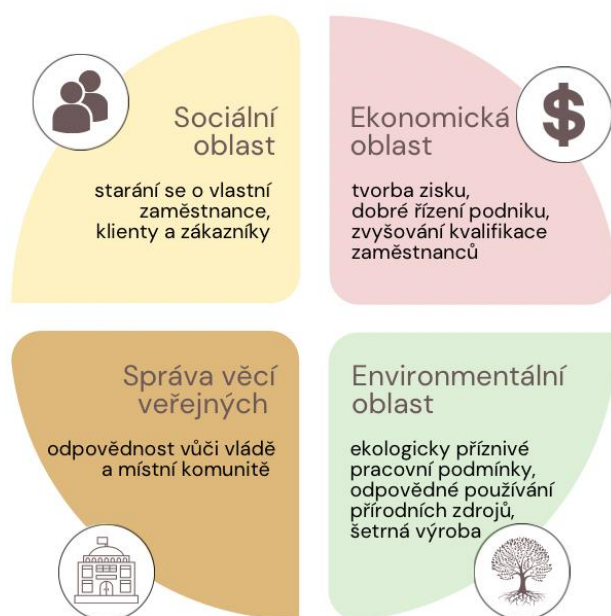 Sociální
oblast
starání se o vlastní
zaměstnance,
klienty a zákazníky
Ekonomická
oblast
$
tvorba zisku,
dobré řízení podniku,
zvyšování kvalifikace
zaměstnanců
Správa věcí
veřejných
odpovědnost vůči vládě
a místní komunitě
Environmentální
oblast
ekologicky příznivé
pracovní podmínky,
odpovědné používání
přírodních zdrojů,
šetrná výroba